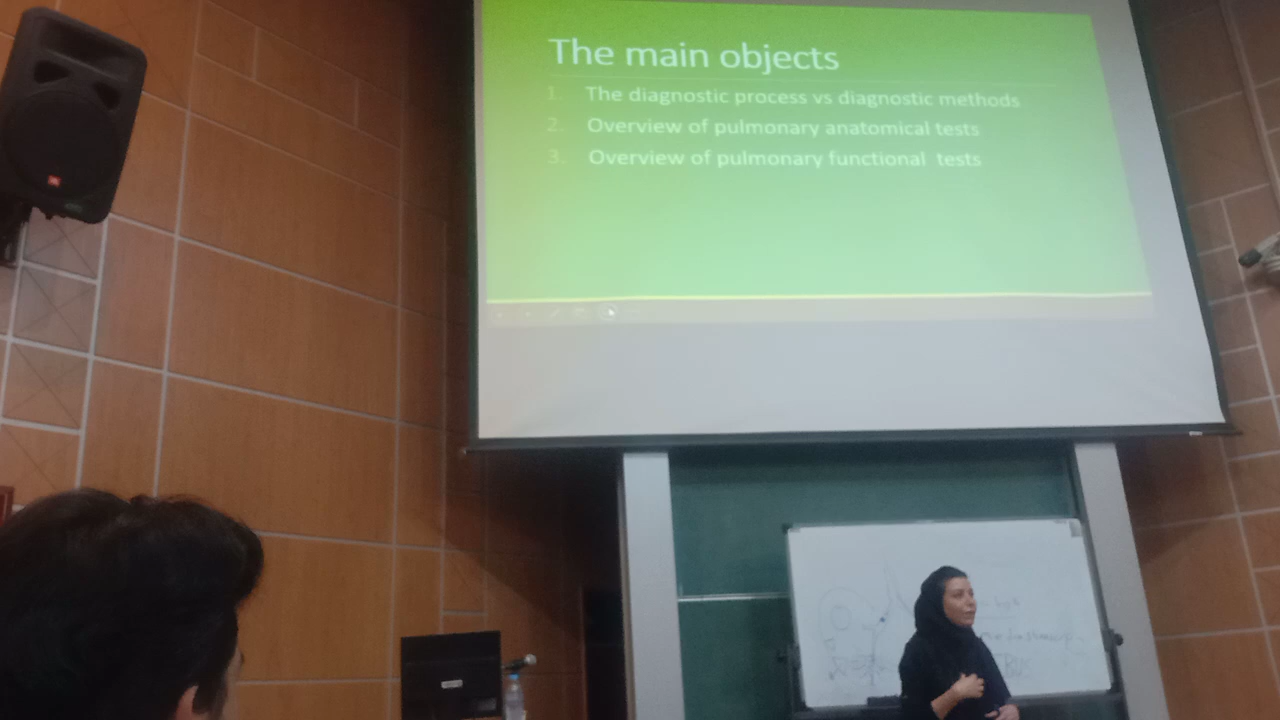 The main objects
1. The diagnostic process vs diagnostic methods
2. Overview of pulmonary anatomical tests
3. Overview of pulmonary functional tests